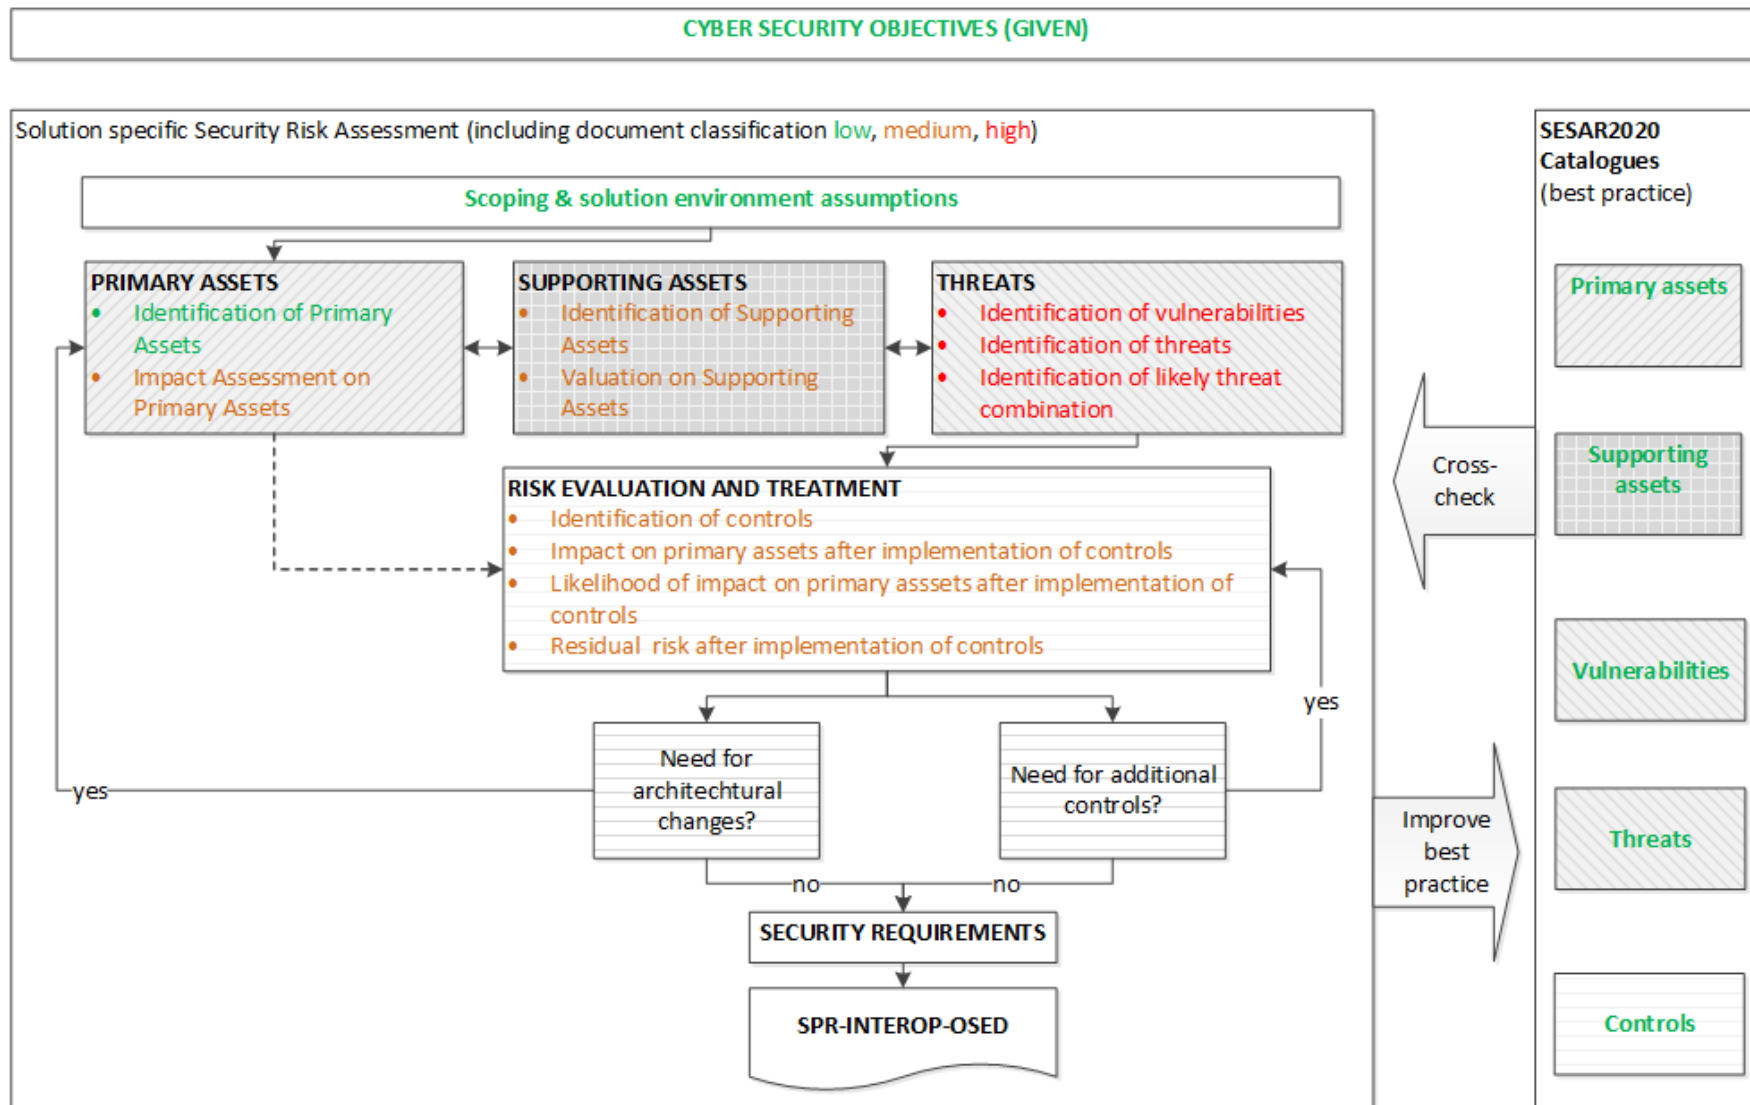 CYBER SECURITY OBJECTIVES (GIVEN)
Solution specific Security Risk Assessment (including document classification low, medium, high)
Scoping & solution environment assumptions
PRIMARY ASSETS
• Identification of Primary
Assets
• Impact Assessment on
Primary Assets
SUPPORTING ASSETS
• Identification of Supporting
Assets
• Valuation on Supporting
Assets
THREATS
• Identification of vulnerabilities
• Identification of threats
• Identification of likely threat
combination
RISK EVALUATION AND TREATMENT
• Identification of controls
• Impact on primary assets after implementation of controls
• Likelihood of impact on primary asssets after implementation of
controls
• Residual risk after implementation of controls
Need for
architechtural
changes?
Need for additional
controls?
yes
yes
no
no
SECURITY REQUIREMENTS
SPR-INTEROP-OSED
Cross-
check
Improve
best
practice
SESAR2020
Catalogues
(best practice)
Primary assets
Supporting
assets
Vulnerabilities
Threats
Controls